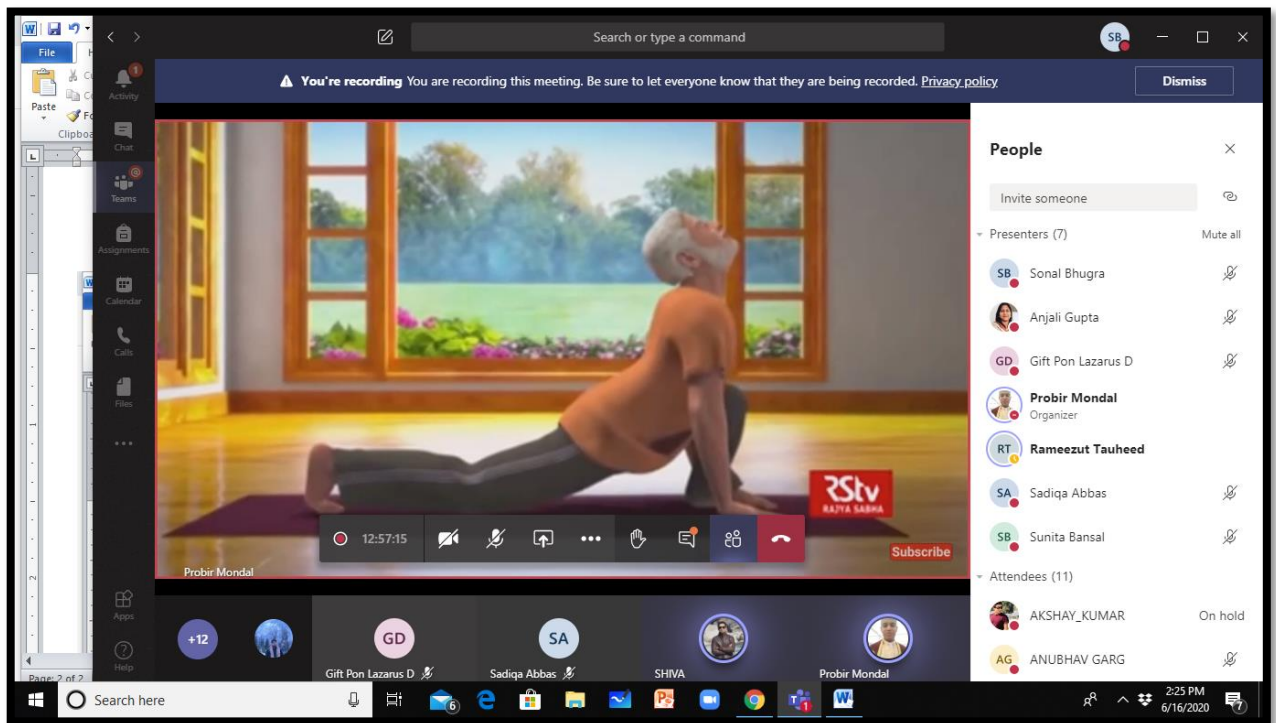 File
Paste
Clipboa
Page: 2 of 2
Search or type a command
SB
You're recording You are recording this meeting. Be sure to let everyone know that they are being recorded. Privacy policy
Dismiss
1
Activity
Chat
Teams
Assignments
Calendar
Calls
Files
Apps
Help
RStv
RAJYA SABHA
Subscribe
12:57:15
Probir Mondal
+12
GD
Gift Pon Lazarus D
SA
Sadiqa Abbas
SHIVA
Probir Mondal
People
Invite someone
Presenters (7)
Mute all
SB Sonal Bhugra
Anjali Gupta
GD Gift Pon Lazarus D
Probir Mondal
Organizer
RT Rameezut Tauheed
SA Sadiqa Abbas
SB Sunita Bansal
Attendees (11)
AKSHAY_KUMAR On hold
AG ANUBHAV GARG
Search here
6
2:25 PM
6/16/2020
7